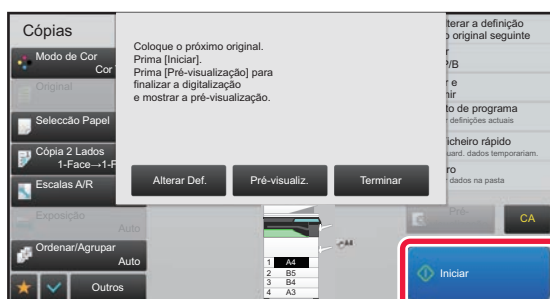 Cópias
Modo de Cor
Cor
Original
Selecção Papel
Cópia 2 Lados
1-Face→1-F
Escalas A/R
Exposição
Auto
Ordenar/Agrupar
Auto
Outros
Coloque o próximo original.
Prima [Iniciar].
Prima [Pré-visualização] para
finalizar a digitalização
e mostrar a pré-visualização.
Alterar Def.
Pré-visualiz.
Terminar
1 A4
2 B5
3 B4
4 A3
terar a definição
o original seguinte
r
P/B
r e
nir
to de programa
r definições actuais
icheiro rápido
uard. dados temporariam.
ro
dados na pasta
Pré-
CA
Iniciar